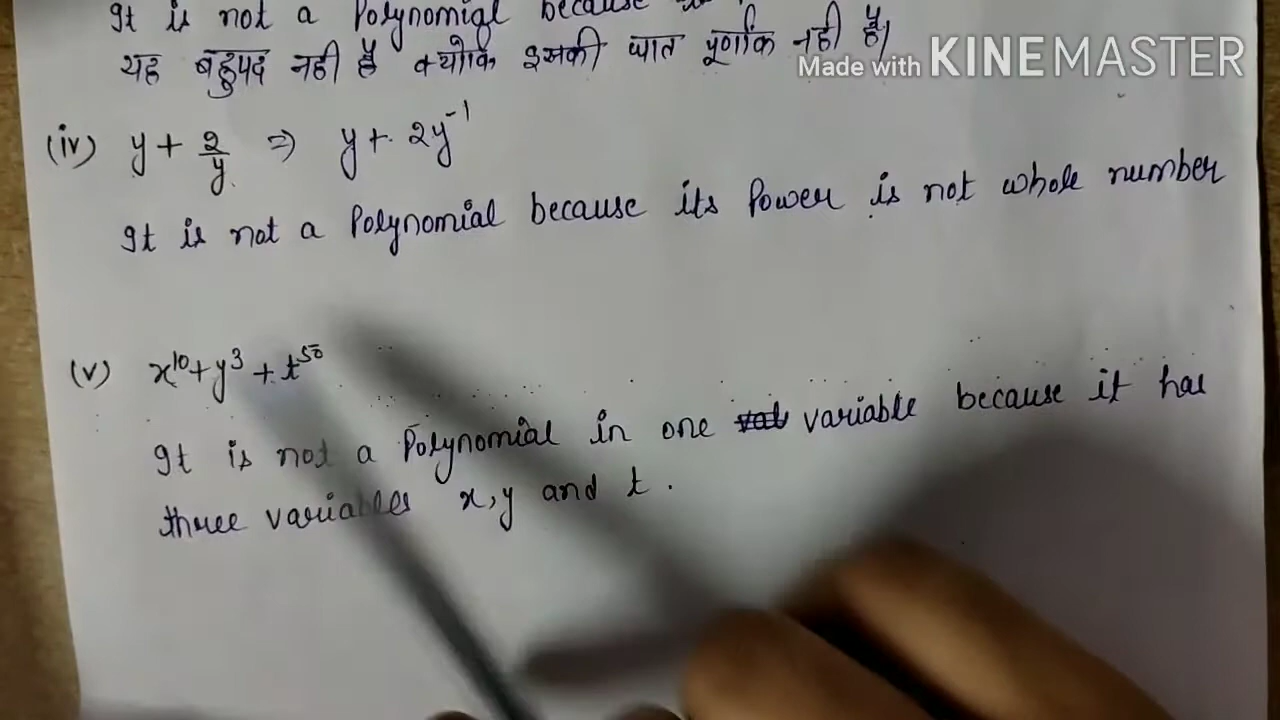 It is not a Polynomial because
यह बहुपद नही है क्योकि इसकी घात पूर्णाक नही है।
Made with KINEMASTER
(iv) y + 2/y ⇒ y + 2y⁻¹
It is not a Polynomial because its Power is not whole number
(v) x¹⁰ + y³ + t⁵⁰
It is not a Polynomial in one variable because it has
three variables x, y and t.